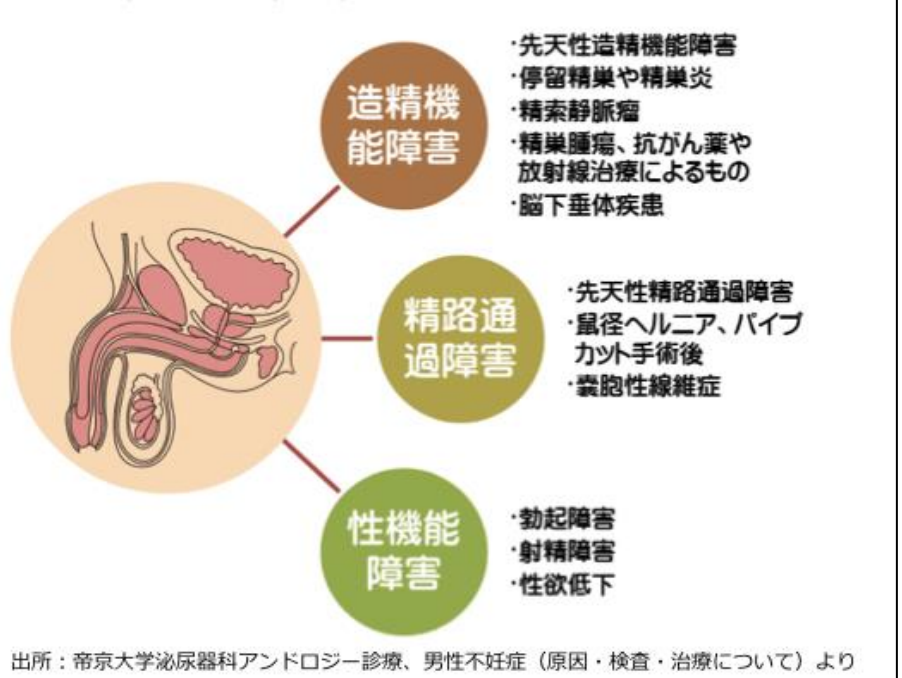 造精機
能障害
・先天性造精機能障害
・停留精巣や精巣炎
・精索静脈瘤
・精巣腫瘍、抗がん薬や
放射線治療によるもの
・脳下垂体疾患
精路通
過障害
・先天性精路通過障害
・鼠径ヘルニア、パイプ
カット手術後
・嚢胞性線維症
性機能
障害
・勃起障害
・射精障害
・性欲低下
出所：帝京大学泌尿器科アンドロジー診療、男性不妊症（原因・検査・治療について）より